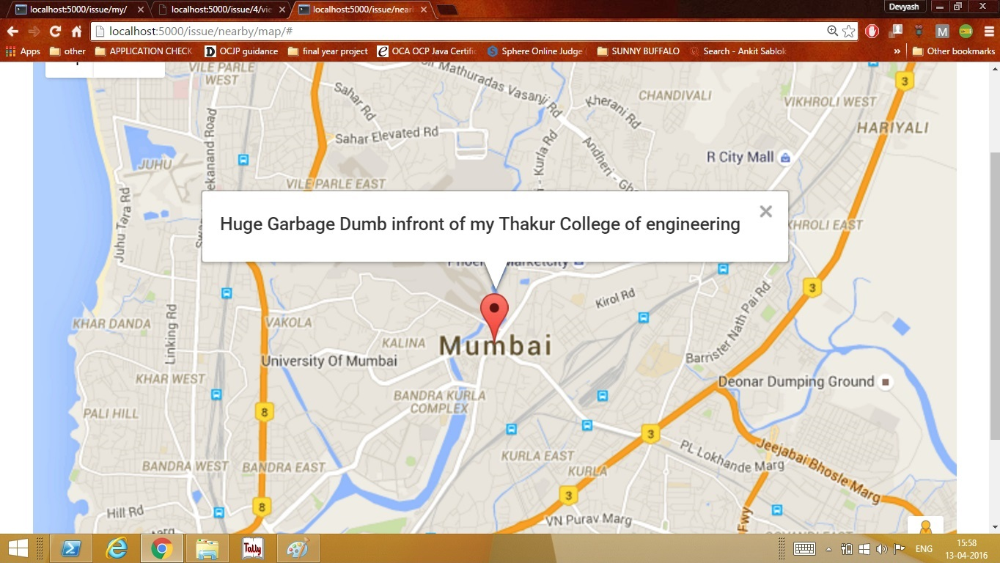 Devyash
localhost:5000/issue/my/
localhost:5000/issue/4/vie
localhost:5000/issue/near
localhost:5000/issue/nearby/map/#
M
Apps other APPLICATION CHECK OCJP guidance final year project OCA OCP Java Certific Sphere Online Judge SUNNY BUFFALO Search - Ankit Sablok » Other bookmarks
VILE PARLE
WEST
Sahar Rd
Mathuradas Vasanji Rd
Kherani Rd
CHANDIVALI
VIKHROLI WEST
3
HARIYALI
Sahar Elevated Rd
JUHU
ekanand Road
- Kurla Rd
Andheri - Gh
R City Mall
VILE PARLE EAST
Juhu Tara Rd
Huge Garbage Dumb infront of my Thakur College of engineering
KHROLI EAST
3
Kirol Rd
KHAR DANDA
Linking Rd
VAKOLA
KALINA
Mumbai
Barrister Nath Pai Rd
University Of Mumbai
KHAR WEST
Deonar Dumping Ground
BANDRA KURLA
COMPLEX
PALI HILL
8
3
PL Lokhande Marg
Jeejabai Bhosle Marg
KURLA EAST
KURLA
BANDRA WEST
BANDRA EAST
3
Hill Rd
8
VN Purav Marg
Fwy
Tally
ENG
15:58
13-04-2016